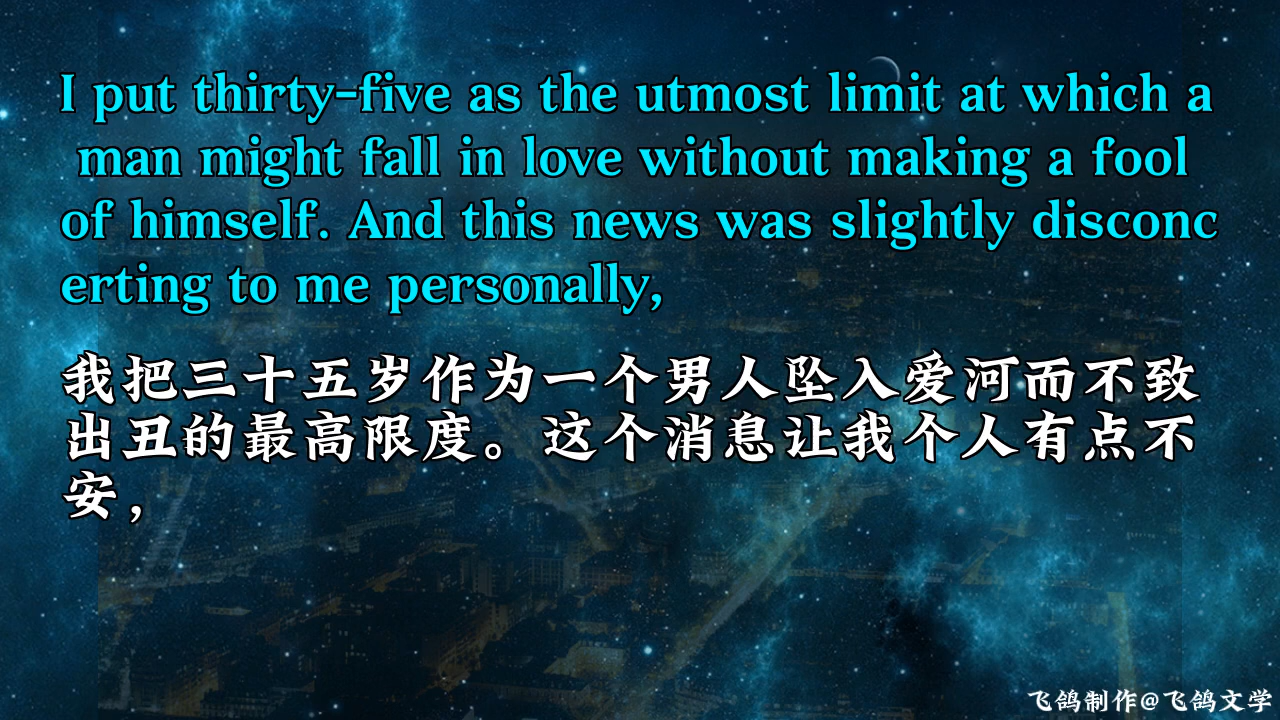 I put thirty-five as the utmost limit at which a
man might fall in love without making a fool
of himself. And this news was slightly disconc
erting to me personally,
我把三十五岁作为一个男人坠入爱河而不致
出丑的最高限度。这个消息让我个人有点不
安，
飞鸽制作@飞鸽文学